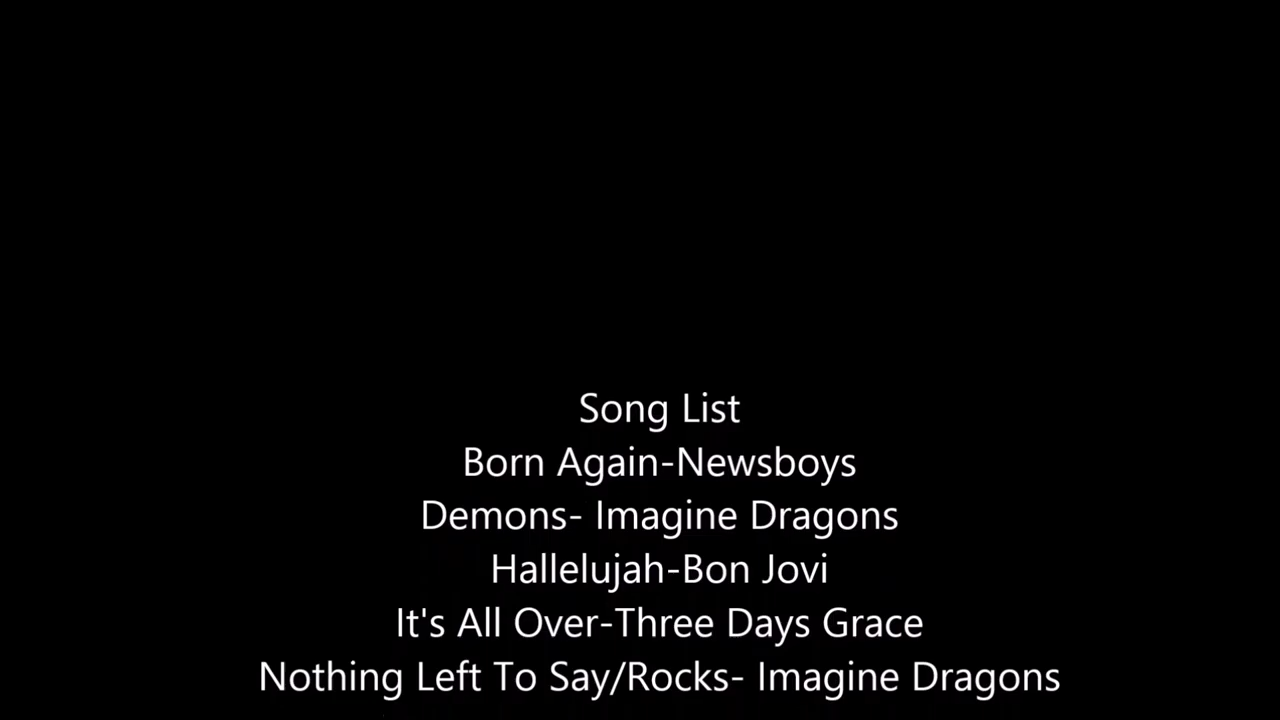 Song List
Born Again-Newsboys
Demons- Imagine Dragons
Hallelujah-Bon Jovi
It's All Over-Three Days Grace
Nothing Left To Say/Rocks- Imagine Dragons